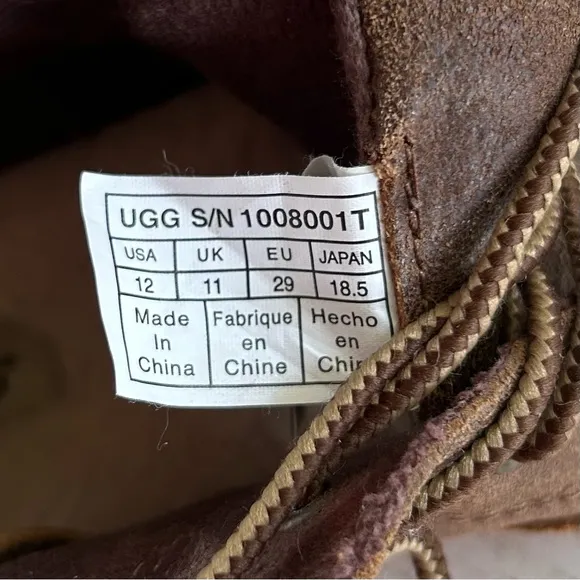 UGG S/N 1008001T
USA UK EU JAPAN
12 11 29 18.5
Made Fabrique Hecho
In en en
China Chine